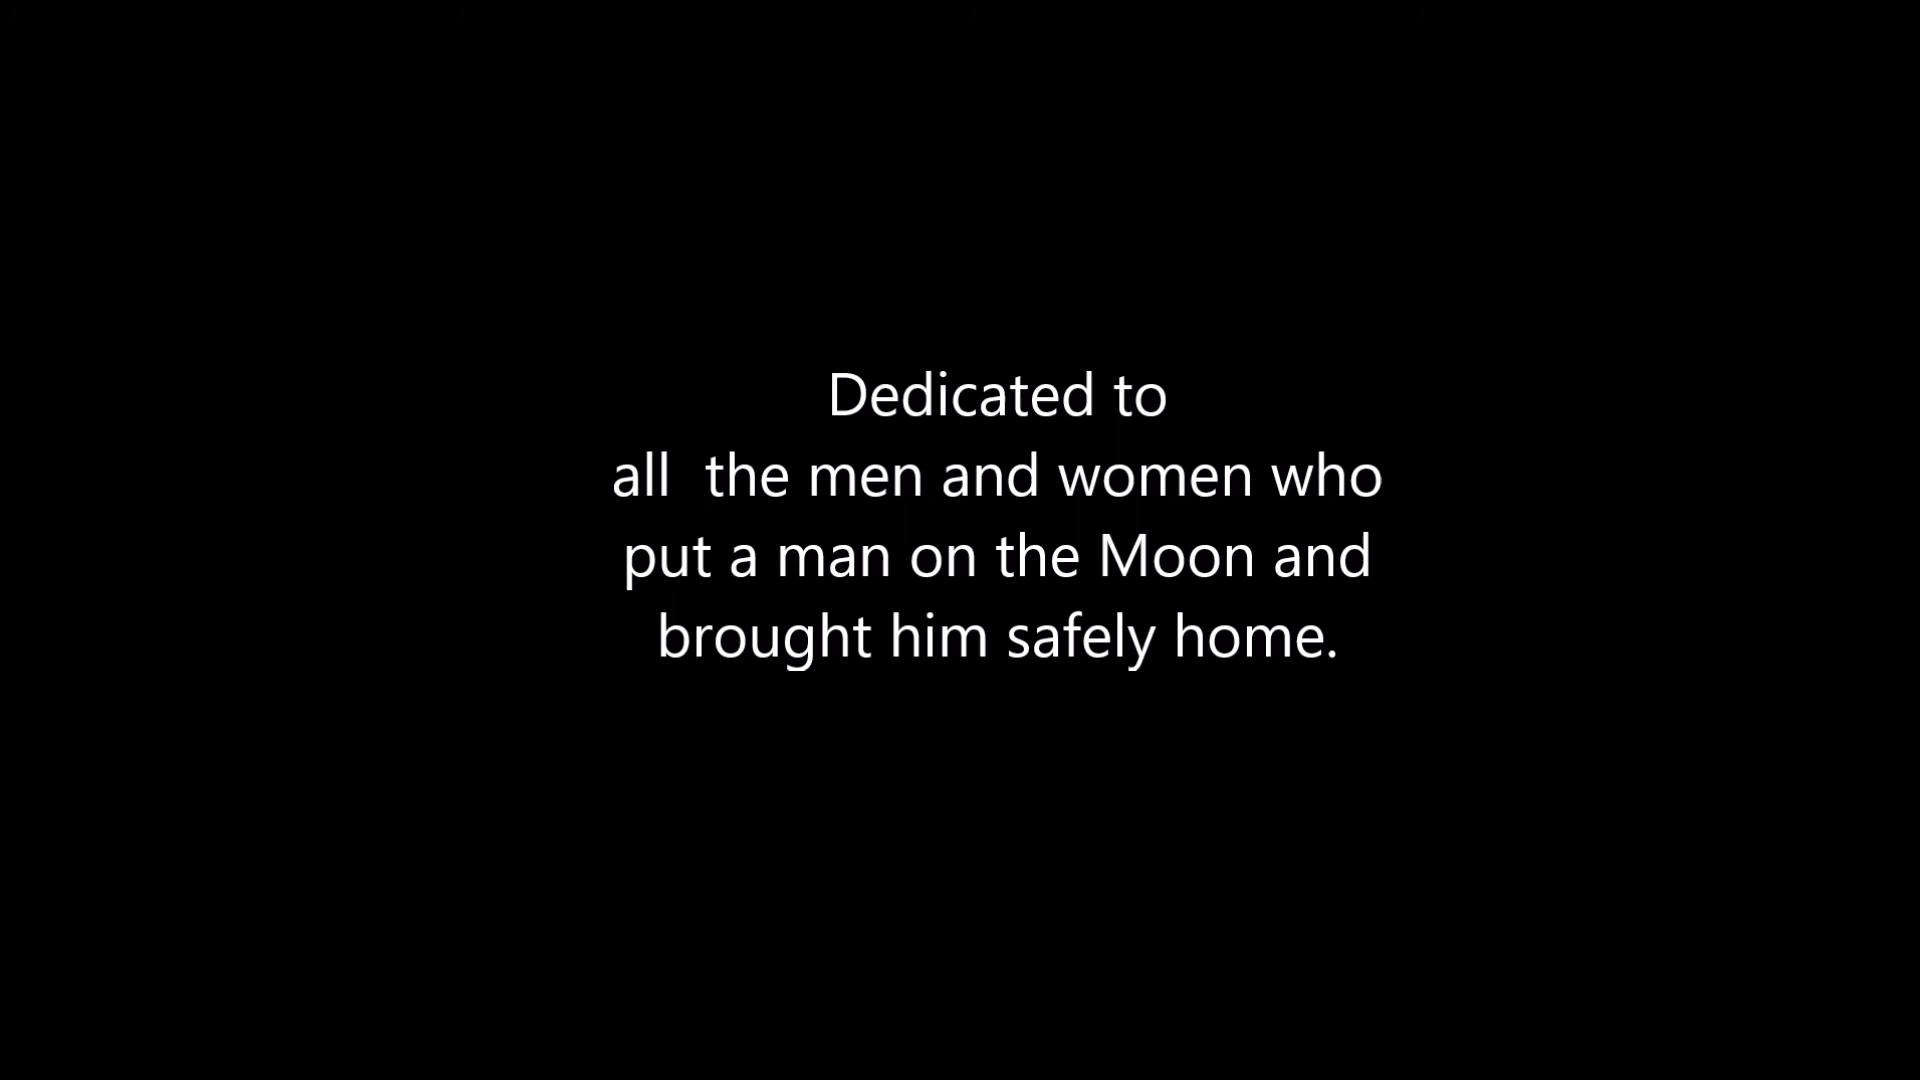 Dedicated to
all  the men and women who
put a man on the Moon and
brought him safely home.